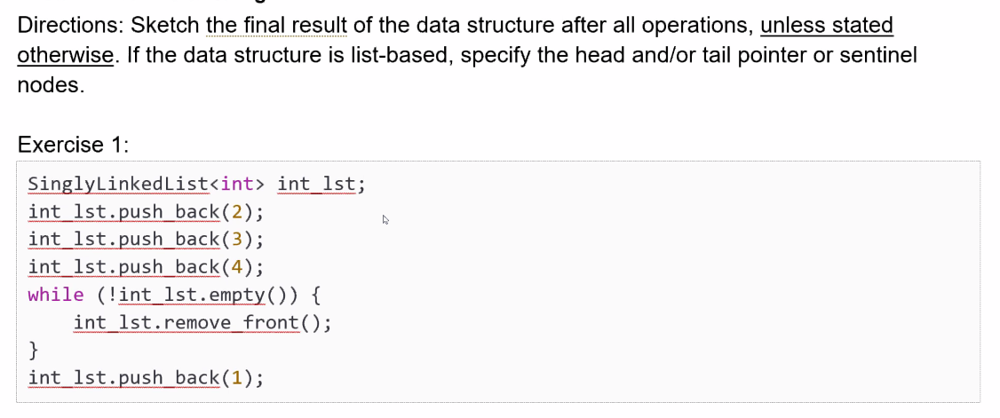 Directions: Sketch the final result of the data structure after all operations, unless stated
otherwise. If the data structure is list-based, specify the head and/or tail pointer or sentinel
nodes.
Exercise 1:
SinglyLinkedList<int> int_lst;
int_lst.push_back(2);
int_lst.push_back(3);
int_lst.push_back(4);
while (!int_lst.empty()) {
    int_lst.remove_front();
}
int_lst.push_back(1);